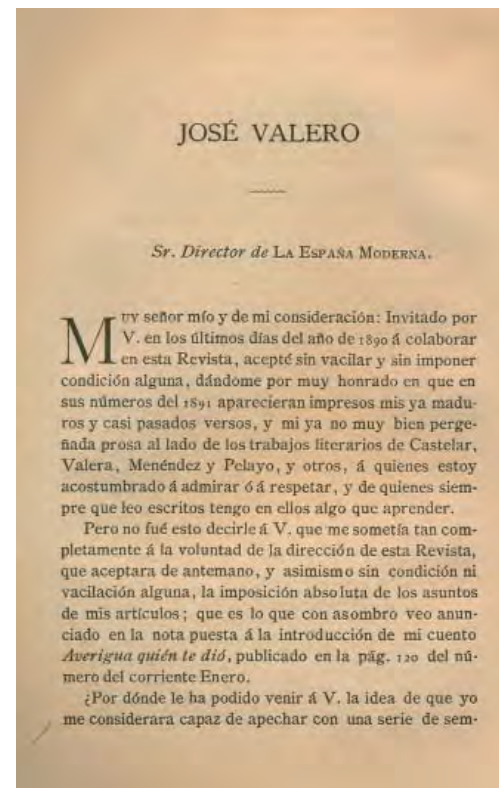 JOSÉ VALERO
Sr. Director de LA ESPAÑA MODERNA.
MUY señor mío y de mi consideración: Invitado por
V. en los últimos días del año de 1890 á colaborar
en esta Revista, acepté sin vacilar y sin imponer
condición alguna, dándome por muy honrado en que en
sus números del 1891 aparecieran impresos mis ya madu-
ros y casi pasados versos, y mi ya no muy bien perge-
ñada prosa al lado de los trabajos literarios de Castelar,
Valera, Menéndez y Pelayo, y otros, á quienes estoy
acostumbrado á admirar ó á respetar, y de quienes siem-
pre que leo escritos tengo en ellos algo que aprender.
Pero no fué esto decirle á V. que me sometía tan com-
pletamente á la voluntad de la dirección de esta Revista,
que aceptara de antemano, y asimismo sin condición ni
vacilación alguna, la imposición absoluta de los asuntos
de mis artículos; que es lo que con asombro veo anun-
ciado en la nota puesta á la introducción de mi cuento
Averigua quién te dió, publicado en la pág. 120 del nú-
mero del corriente Enero.
¿Por dónde le ha podido venir á V. la idea de que yo
me considerara capaz de apechar con una serie de sem-